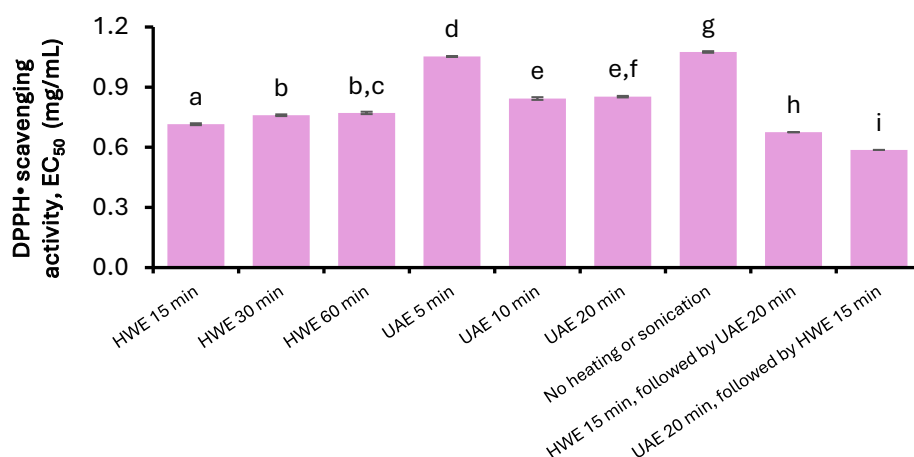 DPPH• scavenging
activity, EC₅₀ (mg/mL)
1.2
0.9
0.6
0.3
0.0
a
b
b,c
d
e
e,f
g
h
i
HWE 15 min
HWE 30 min
HWE 60 min
UAE 5 min
UAE 10 min
UAE 20 min
No heating or sonication
HWE 15 min, followed by UAE 20 min
UAE 20 min, followed by HWE 15 min